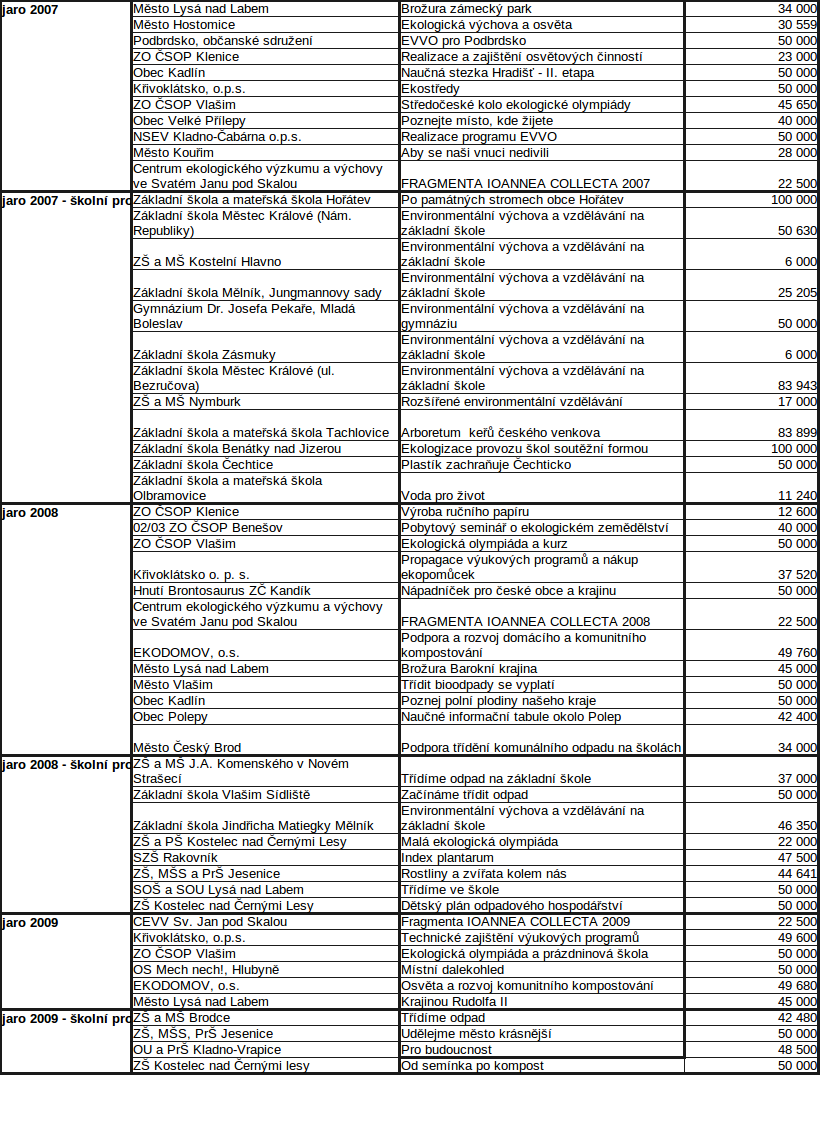 jaro 2007 Město Lysá nad Labem Brožura zámecký park 34 000
Město Hostomice Ekologická výchova a osvěta 30 559
Podbrdsko, občanské sdružení EVVO pro Podbrdsko 50 000
ZO ČSOP Klenice Realizace a zajištění osvětových činností 23 000
Obec Kadlín Naučná stezka Hradišť - II. etapa 50 000
Křivoklátsko, o.p.s. Ekostředy 50 000
ZO ČSOP Vlašim Středočeské kolo ekologické olympiády 45 650
Obec Velké Přílepy Poznejte místo, kde žijete 40 000
NSEV Kladno-Čabárna o.p.s. Realizace programu EVVO 50 000
Město Kouřim Aby se naši vnuci nedivili 28 000
Centrum ekologického výzkumu a výchovy
ve Svatém Janu pod Skalou FRAGMENTA IOANNEA COLLECTA 2007 22 500
jaro 2007 - školní pro Základní škola a mateřská škola Hořátev Po památných stromech obce Hořátev 100 000
Základní škola Městec Králové (Nám. Environmentální výchova a vzdělávání na
Republiky) základní škole 50 630
Environmentální výchova a vzdělávání na
ZŠ a MŠ Kostelní Hlavno základní škole 6 000
Environmentální výchova a vzdělávání na
Základní škola Mělník, Jungmannovy sady základní škole 25 205
Gymnázium Dr. Josefa Pekaře, Mladá Environmentální výchova a vzdělávání na
Boleslav gymnáziu 50 000
Environmentální výchova a vzdělávání na
Základní škola Zásmuky základní škole 6 000
Základní škola Městec Králové (ul. Environmentální výchova a vzdělávání na
Bezručova) základní škole 83 943
ZŠ a MŠ Nymburk Rozšířené environmentální vzdělávání 17 000
Základní škola a mateřská škola Tachlovice Arboretum  keřů českého venkova 83 899
Základní škola Benátky nad Jizerou Ekologizace provozu škol soutěžní formou 100 000
Základní škola Čechtice Plastík zachraňuje Čechticko 50 000
Základní škola a mateřská škola
Olbramovice Voda pro život 11 240
jaro 2008 ZO ČSOP Klenice Výroba ručního papíru 12 600
02/03 ZO ČSOP Benešov Pobytový seminář o ekologickém zemědělství 40 000
ZO ČSOP Vlašim Ekologická olympiáda a kurz 50 000
Propagace výukových programů a nákup
Křivoklátsko o. p. s. ekopomůcek 37 520
Hnutí Brontosaurus ZČ Kandík Nápadníček pro české obce a krajinu 50 000
Centrum ekologického výzkumu a výchovy
ve Svatém Janu pod Skalou FRAGMENTA IOANNEA COLLECTA 2008 22 500
Podpora a rozvoj domácího a komunitního
EKODOMOV, o.s. kompostování 49 760
Město Lysá nad Labem Brožura Barokní krajina 45 000
Město Vlašim Třídit bioodpady se vyplatí 50 000
Obec Kadlín Poznej polní plodiny našeho kraje 50 000
Obec Polepy Naučné informační tabule okolo Polep 42 400
Město Český Brod Podpora třídění komunálního odpadu na školách 34 000
jaro 2008 - školní pro ZŠ a MŠ J.A. Komenského v Novém
Strašecí Třídíme odpad na základní škole 37 000
Základní škola Vlašim Sídliště Začínáme třídit odpad 50 000
Environmentální výchova a vzdělávání na
Základní škola Jindřicha Matiegky Mělník základní škole 46 350
ZŠ a PŠ Kostelec nad Černými Lesy Malá ekologická olympiáda 22 000
SZŠ Rakovník Index plantarum 47 500
ZŠ, MŠS a PrŠ Jesenice Rostliny a zvířata kolem nás 44 641
SOŠ a SOU Lysá nad Labem Třídíme ve škole 50 000
ZŠ Kostelec nad Černými Lesy Dětský plán odpadového hospodářství 50 000
jaro 2009 CEVV Sv. Jan pod Skalou Fragmenta IOANNEA COLLECTA 2009 22 500
Křivoklátsko, o.p.s. Technické zajištění výukových programů 49 600
ZO ČSOP Vlašim Ekologická olympiáda a prázdninová škola 50 000
OS Mech nech!, Hlubyně Místní dalekohled 50 000
EKODOMOV, o.s. Osvěta a rozvoj komunitního kompostování 49 680
Město Lysá nad Labem Krajinou Rudolfa II 45 000
jaro 2009 - školní pro ZŠ a MŠ Brodce Třídíme odpad 42 480
ZŠ, MŠS, PrŠ Jesenice Udělejme město krásnější 50 000
OU a PrŠ Kladno-Vrapice Pro budoucnost 48 500
ZŠ Kostelec nad Černými lesy Od semínka po kompost 50 000